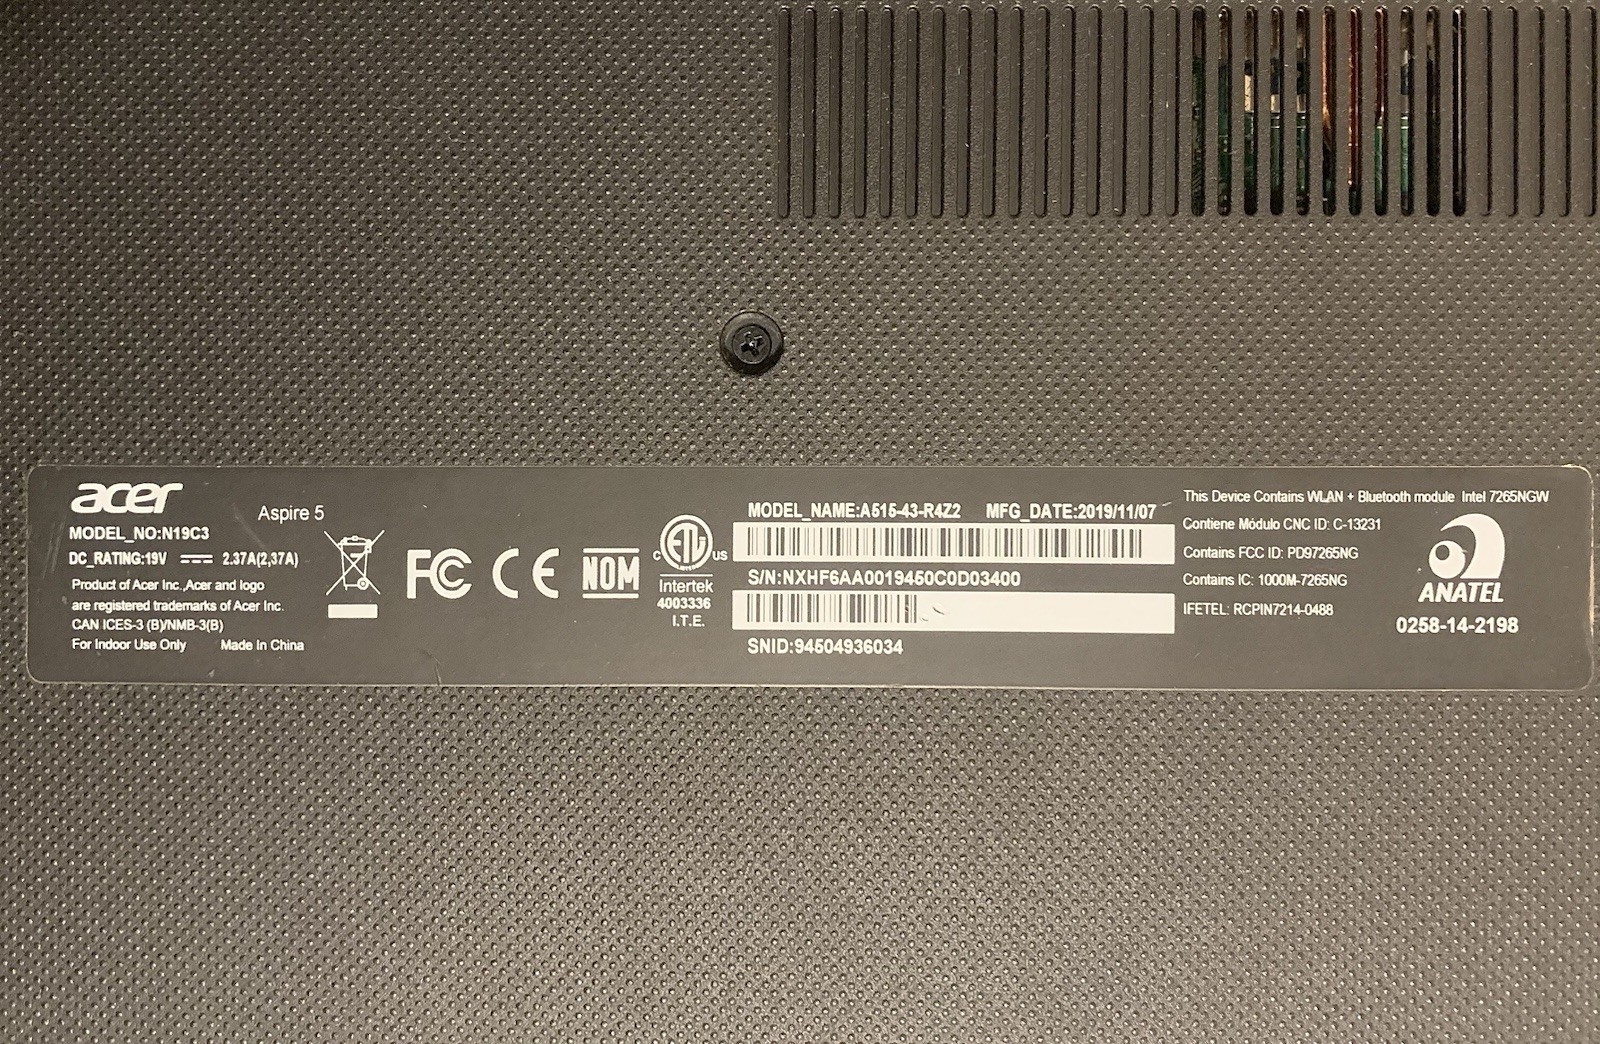 acer
Aspire 5
MODEL_NO:N19C3
DC_RATING:19V 2.37A(2,37A)
Product of Acer Inc.,Acer and logo
are registered trademarks of Acer Inc.
CAN ICES-3 (B)/NMB-3(B)
For Indoor Use Only Made In China
FC CE NOM
c ETL us
Intertek
4003336
I.T.E.
MODEL_NAME:A515-43-R4Z2 MFG_DATE:2019/11/07
S/N:NXHF6AA0019450C0D03400
SNID:94504936034
This Device Contains WLAN + Bluetooth module Intel 7265NGW
Contiene Módulo CNC ID: C-13231
Contains FCC ID: PD97265NG
Contains IC: 1000M-7265NG
IFETEL: RCPIN7214-0488
ANATEL
0258-14-2198